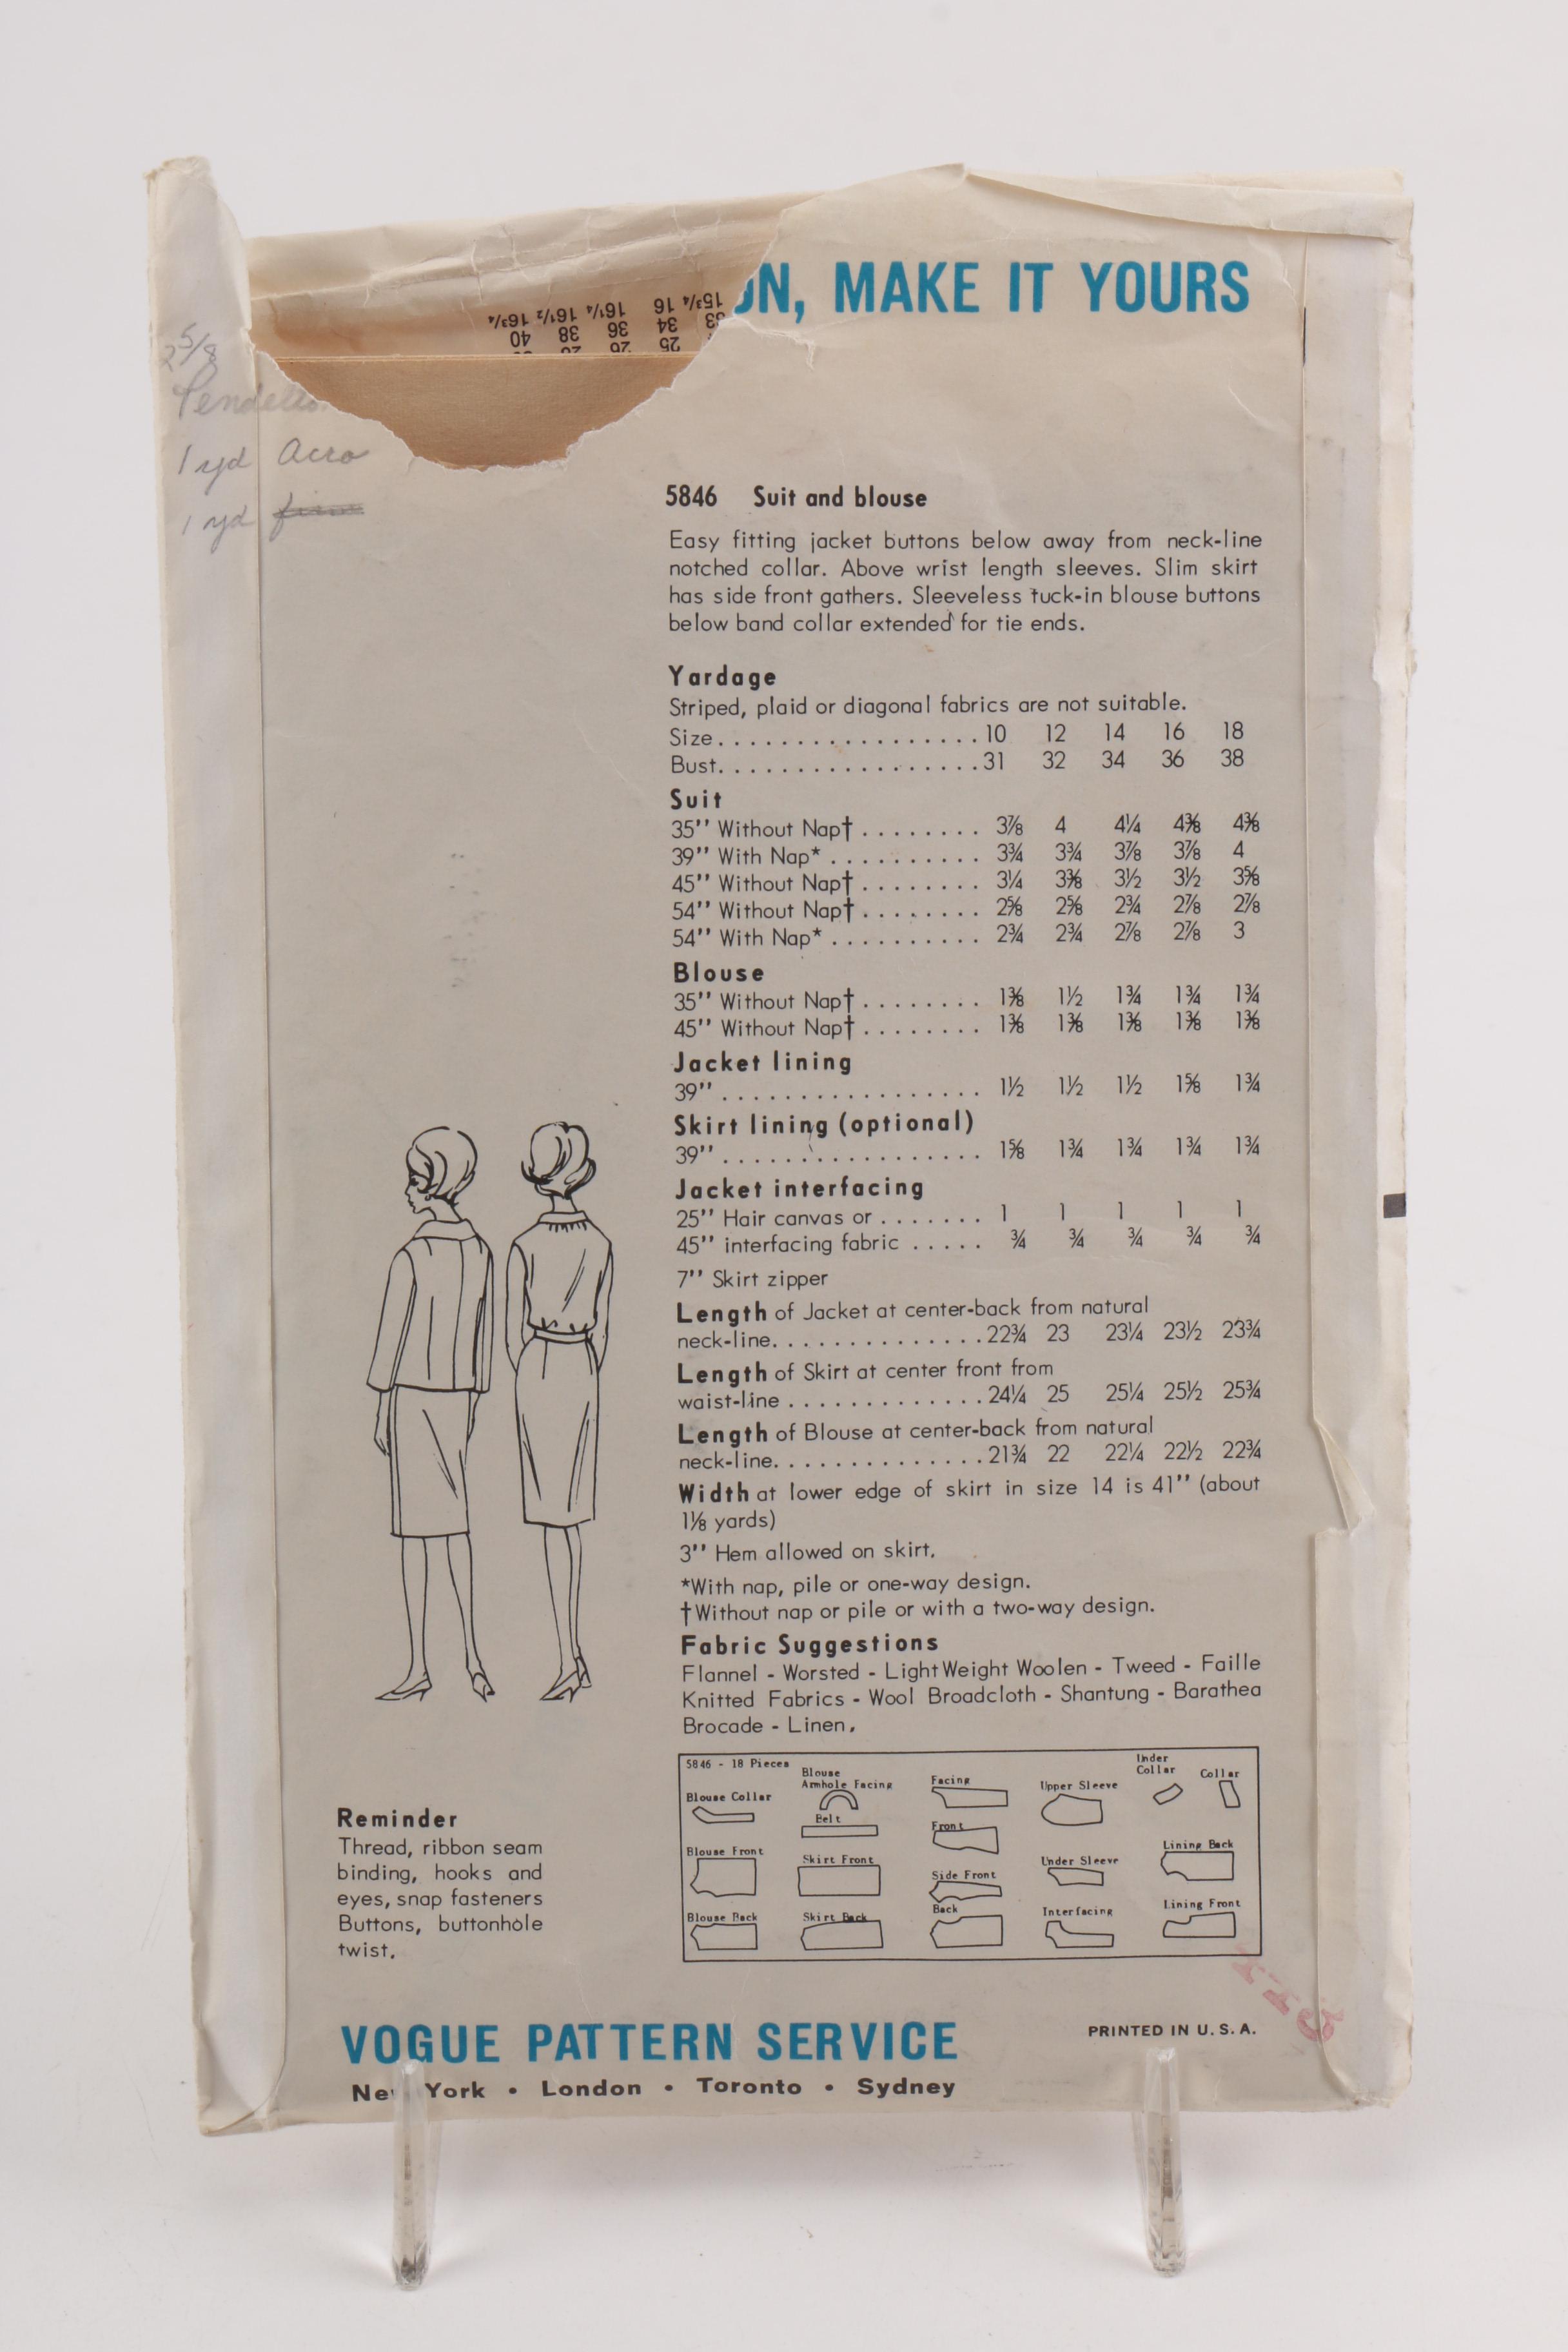 N, MAKE IT YOURS
15¾ 16 16¼ 16½ 16¾
34 36 38 40
25
2 5/8
Pendleton
1 yd Acro
1 yd
5846 Suit and blouse
Easy fitting jacket buttons below away from neck-line
notched collar. Above wrist length sleeves. Slim skirt
has side front gathers. Sleeveless tuck-in blouse buttons
below band collar extended for tie ends.
Yardage
Striped, plaid or diagonal fabrics are not suitable.
Size.................. 10 12 14 16 18
Bust.................. 31 32 34 36 38
Suit
35" Without Nap† ........ 3⅞ 4 4¼ 4⅜ 4⅜
39" With Nap* .......... 3¾ 3¾ 3⅞ 3⅞ 4
45" Without Nap† ........ 3¼ 3⅜ 3½ 3½ 3⅝
54" Without Nap† ........ 2⅝ 2⅝ 2¾ 2⅞ 2⅞
54" With Nap* .......... 2¾ 2¾ 2⅞ 2⅞ 3
Blouse
35" Without Nap† ........ 1⅜ 1½ 1¾ 1¾ 1¾
45" Without Nap† ........ 1⅜ 1⅜ 1⅜ 1⅜ 1⅜
Jacket lining
39" ................. 1½ 1½ 1½ 1⅝ 1¾
Skirt lining (optional)
39" ................. 1⅝ 1¾ 1¾ 1¾ 1¾
Jacket interfacing
25" Hair canvas or ....... 1 1 1 1 1
45" interfacing fabric ..... ¾ ¾ ¾ ¾ ¾
7" Skirt zipper
Length of Jacket at center-back from natural
neck-line.............. 22¾ 23 23¼ 23½ 23¾
Length of Skirt at center front from
waist-line ............. 24¼ 25 25¼ 25½ 25¾
Length of Blouse at center-back from natural
neck-line.............. 21¾ 22 22¼ 22½ 22¾
Width at lower edge of skirt in size 14 is 41" (about
1⅛ yards)
3" Hem allowed on skirt.
*With nap, pile or one-way design.
†Without nap or pile or with a two-way design.
Fabric Suggestions
Flannel - Worsted - Light Weight Woolen - Tweed - Faille
Knitted Fabrics - Wool Broadcloth - Shantung - Barathea
Brocade - Linen.
5846 - 18 Pieces
Blouse Collar
Blouse Front
Blouse Back
Blouse
Armhole Facing
Belt
Skirt Front
Skirt Back
Facing
Front
Side Front
Back
Upper Sleeve
Under Sleeve
Interfacing
Under
Collar
Collar
Lining Back
Lining Front
Reminder
Thread, ribbon seam
binding, hooks and
eyes, snap fasteners
Buttons, buttonhole
twist.
VOGUE PATTERN SERVICE
New York • London • Toronto • Sydney
PRINTED IN U. S. A.